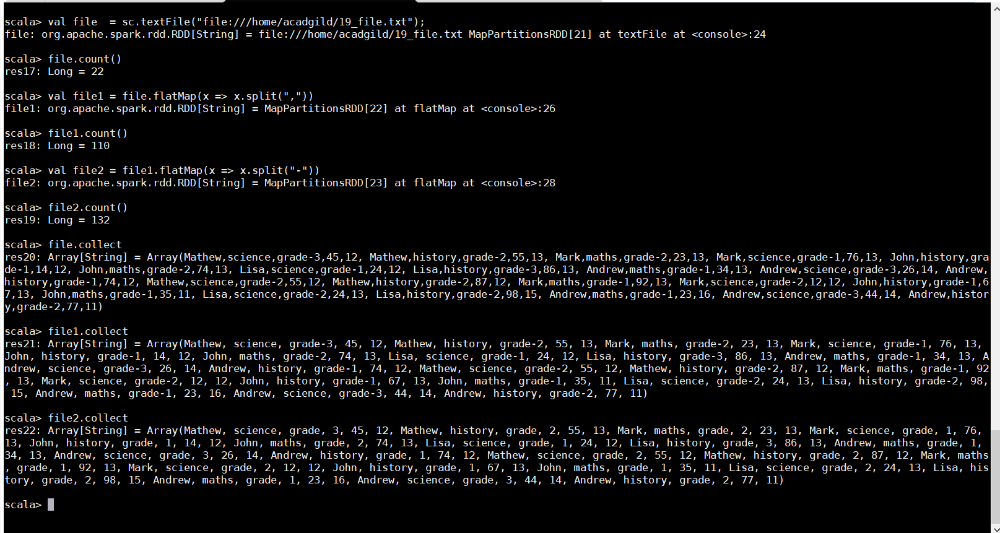 scala> val file  = sc.textFile("file:///home/acadgild/19_file.txt");
file: org.apache.spark.rdd.RDD[String] = file:///home/acadgild/19_file.txt MapPartitionsRDD[21] at textFile at <console>:24
scala> file.count()
res17: Long = 22
scala> val file1 = file.flatMap(x => x.split(","))
file1: org.apache.spark.rdd.RDD[String] = MapPartitionsRDD[22] at flatMap at <console>:26
scala> file1.count()
res18: Long = 110
scala> val file2 = file1.flatMap(x => x.split("-"))
file2: org.apache.spark.rdd.RDD[String] = MapPartitionsRDD[23] at flatMap at <console>:28
scala> file2.count()
res19: Long = 132
scala> file.collect
res20: Array[String] = Array(Mathew,science,grade-3,45,12, Mathew,history,grade-2,55,13, Mark,maths,grade-2,23,13, Mark,science,grade-1,76,13, John,history,gra
de-1,14,12, John,maths,grade-2,74,13, Lisa,science,grade-1,24,12, Lisa,history,grade-3,86,13, Andrew,maths,grade-1,34,13, Andrew,science,grade-3,26,14, Andrew,
history,grade-1,74,12, Mathew,science,grade-2,55,12, Mathew,history,grade-2,87,12, Mark,maths,grade-1,92,13, Mark,science,grade-2,12,12, John,history,grade-1,6
7,13, John,maths,grade-1,35,11, Lisa,science,grade-2,24,13, Lisa,history,grade-2,98,15, Andrew,maths,grade-1,23,16, Andrew,science,grade-3,44,14, Andrew,histor
y,grade-2,77,11)
scala> file1.collect
res21: Array[String] = Array(Mathew, science, grade-3, 45, 12, Mathew, history, grade-2, 55, 13, Mark, maths, grade-2, 23, 13, Mark, science, grade-1, 76, 13,
John, history, grade-1, 14, 12, John, maths, grade-2, 74, 13, Lisa, science, grade-1, 24, 12, Lisa, history, grade-3, 86, 13, Andrew, maths, grade-1, 34, 13, A
ndrew, science, grade-3, 26, 14, Andrew, history, grade-1, 74, 12, Mathew, science, grade-2, 55, 12, Mathew, history, grade-2, 87, 12, Mark, maths, grade-1, 92
, 13, Mark, science, grade-2, 12, 12, John, history, grade-1, 67, 13, John, maths, grade-1, 35, 11, Lisa, science, grade-2, 24, 13, Lisa, history, grade-2, 98,
 15, Andrew, maths, grade-1, 23, 16, Andrew, science, grade-3, 44, 14, Andrew, history, grade-2, 77, 11)
scala> file2.collect
res22: Array[String] = Array(Mathew, science, grade, 3, 45, 12, Mathew, history, grade, 2, 55, 13, Mark, maths, grade, 2, 23, 13, Mark, science, grade, 1, 76,
13, John, history, grade, 1, 14, 12, John, maths, grade, 2, 74, 13, Lisa, science, grade, 1, 24, 12, Lisa, history, grade, 3, 86, 13, Andrew, maths, grade, 1,
34, 13, Andrew, science, grade, 3, 26, 14, Andrew, history, grade, 1, 74, 12, Mathew, science, grade, 2, 55, 12, Mathew, history, grade, 2, 87, 12, Mark, maths
, grade, 1, 92, 13, Mark, science, grade, 2, 12, 12, John, history, grade, 1, 67, 13, John, maths, grade, 1, 35, 11, Lisa, science, grade, 2, 24, 13, Lisa, his
tory, grade, 2, 98, 15, Andrew, maths, grade, 1, 23, 16, Andrew, science, grade, 3, 44, 14, Andrew, history, grade, 2, 77, 11)
scala>